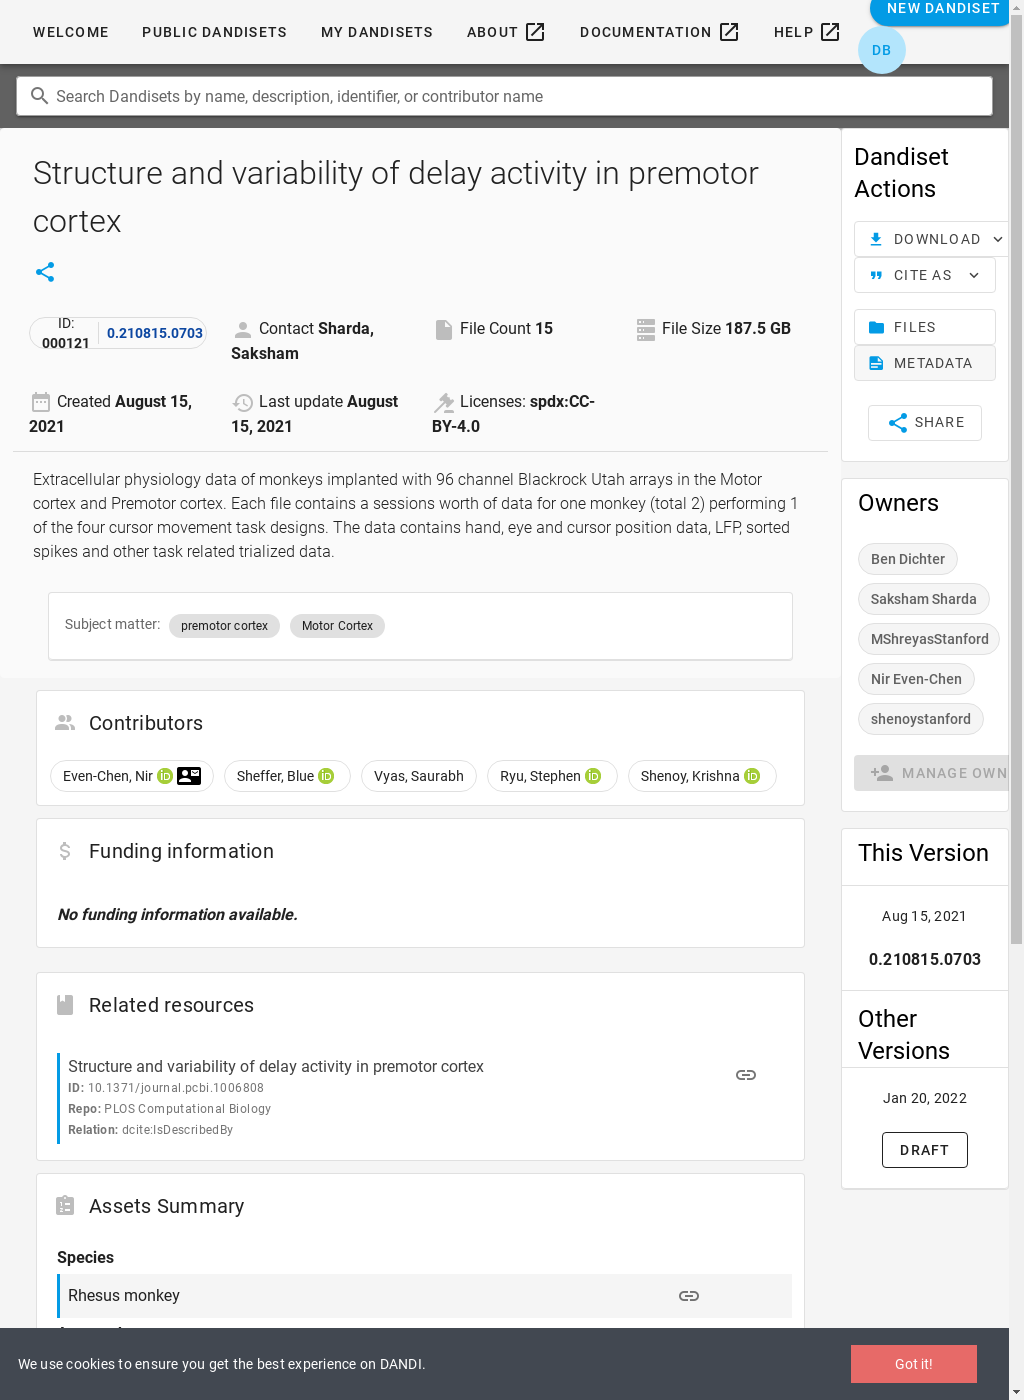 NEW DANDISET
WELCOME PUBLIC DANDISETS MY DANDISETS ABOUT DOCUMENTATION HELP
DB
Search Dandisets by name, description, identifier, or contributor name
Structure and variability of delay activity in premotor
cortex
ID:
000121
0.210815.0703
Contact Sharda,
Saksham
File Count 15
File Size 187.5 GB
Created August 15,
2021
Last update August
15, 2021
Licenses: spdx:CC-
BY-4.0
Extracellular physiology data of monkeys implanted with 96 channel Blackrock Utah arrays in the Motor
cortex and Premotor cortex. Each file contains a sessions worth of data for one monkey (total 2) performing 1
of the four cursor movement task designs. The data contains hand, eye and cursor position data, LFP, sorted
spikes and other task related trialized data.
Subject matter: premotor cortex Motor Cortex
Contributors
Even-Chen, Nir iD Sheffer, Blue iD Vyas, Saurabh Ryu, Stephen iD Shenoy, Krishna iD
Funding information
No funding information available.
Related resources
Structure and variability of delay activity in premotor cortex
ID: 10.1371/journal.pcbi.1006808
Repo: PLOS Computational Biology
Relation: dcite:IsDescribedBy
Assets Summary
Species
Rhesus monkey
Dandiset
Actions
DOWNLOAD
CITE AS
FILES
METADATA
SHARE
Owners
Ben Dichter
Saksham Sharda
MShreyasStanford
Nir Even-Chen
shenoystanford
MANAGE OWN
This Version
Aug 15, 2021
0.210815.0703
Other
Versions
Jan 20, 2022
DRAFT
We use cookies to ensure you get the best experience on DANDI.
Got it!